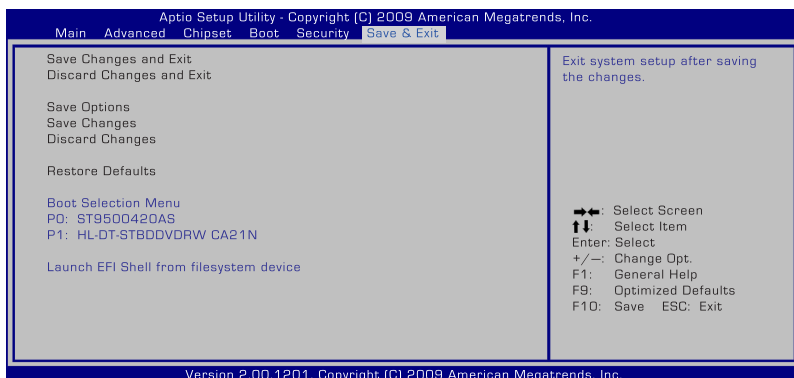 Aptio Setup Utility - Copyright (C) 2009 American Megatrends, Inc.
Main Advanced Chipset Boot Security Save & Exit
Save Changes and Exit
Discard Changes and Exit
Save Options
Save Changes
Discard Changes
Restore Defaults
Boot Selection Menu
P0: ST9500420AS
P1: HL-DT-STBDDVDRW CA21N
Launch EFI Shell from filesystem device
Exit system setup after saving
the changes.
→←: Select Screen
↑↓: Select Item
Enter: Select
+/—: Change Opt.
F1: General Help
F9: Optimized Defaults
F10: Save ESC: Exit
Version 2.00.1201. Copyright (C) 2009 American Megatrends, Inc.